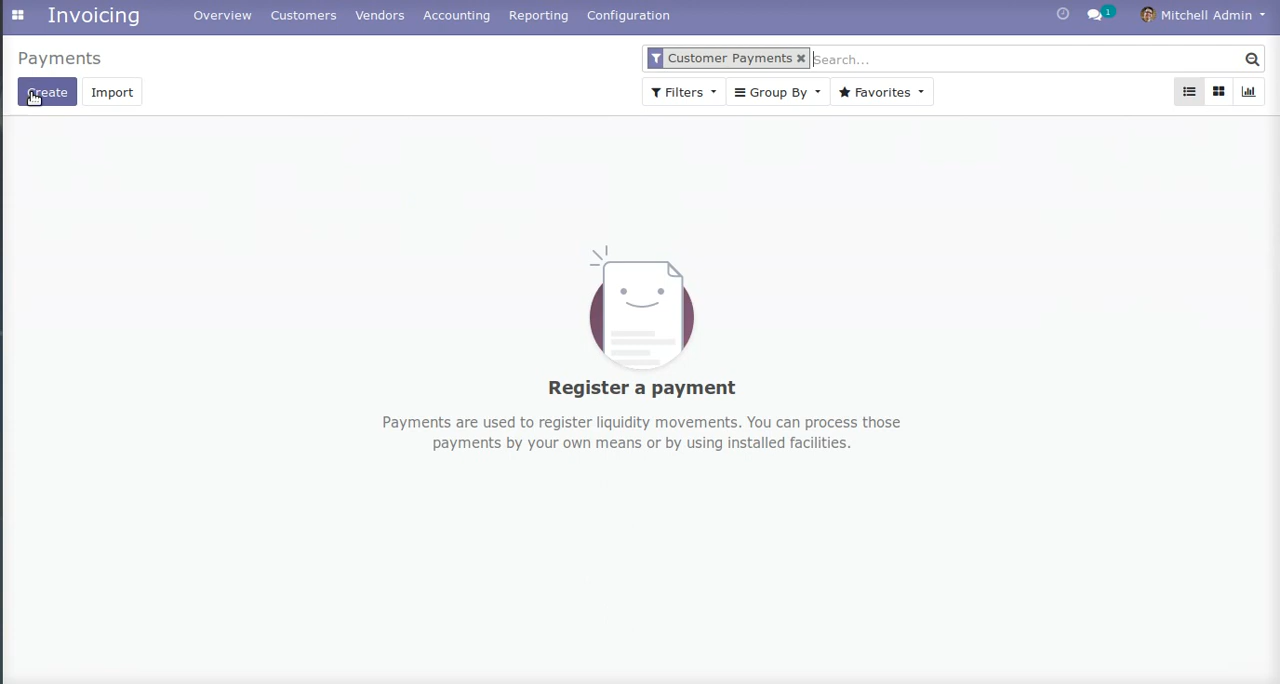 Invoicing Overview Customers Vendors Accounting Reporting Configuration 1 Mitchell Admin
Payments
Customer Payments Search...
Create Import Filters Group By Favorites
Register a payment
Payments are used to register liquidity movements. You can process those
payments by your own means or by using installed facilities.